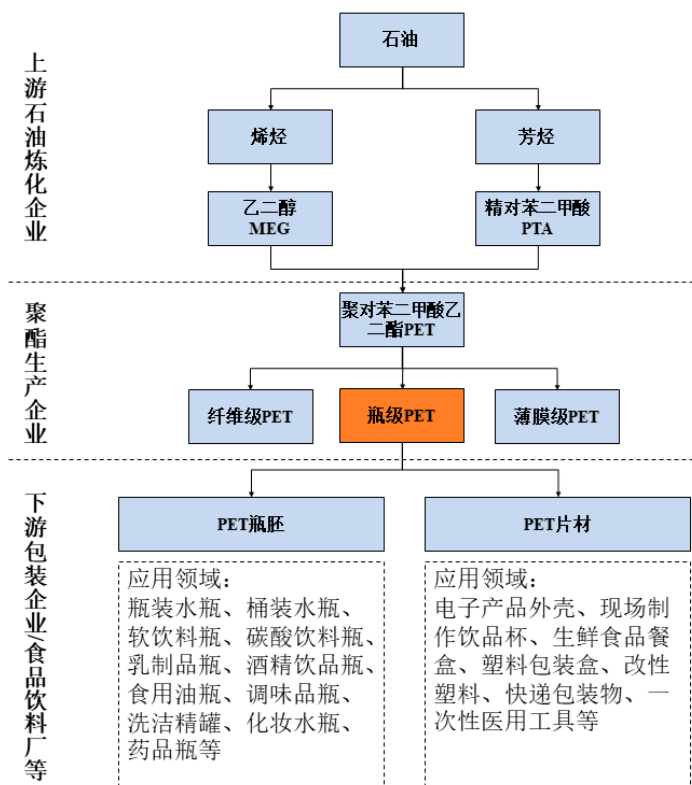 上游石油炼化企业
石油
烯烃
芳烃
乙二醇
MEG
精对苯二甲酸
PTA
聚酯生产企业
聚对苯二甲酸乙
二酯PET
纤维级PET
瓶级PET
薄膜级PET
下游包装企业/食品饮料厂等
PET瓶胚
PET片材
应用领域：
瓶装水瓶、桶装水瓶、
软饮料瓶、碳酸饮料瓶、
乳制品瓶、酒精饮品瓶、
食用油瓶、调味品瓶、
洗洁精罐、化妆水瓶、
药品瓶等
应用领域：
电子产品外壳、现场制
作饮品杯、生鲜食品餐
盒、塑料包装盒、改性
塑料、快递包装物、一
次性医用工具等